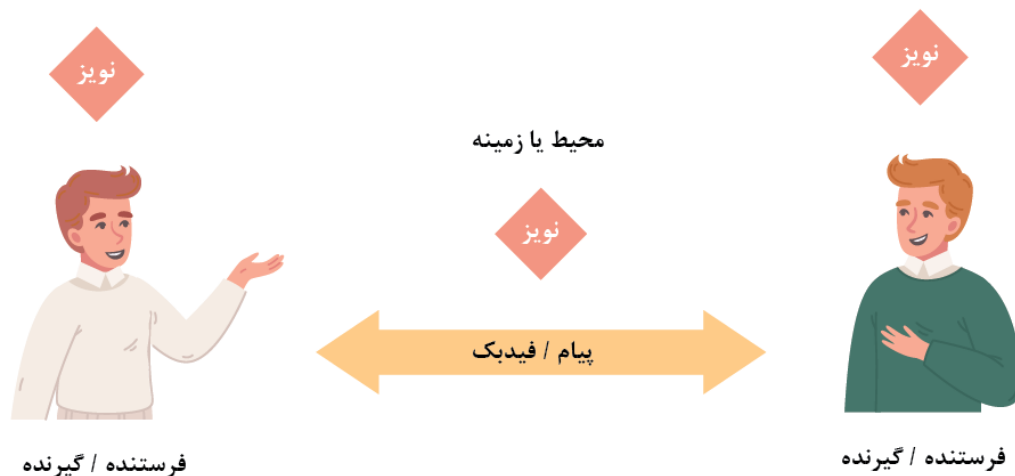 نویز
نویز
محیط یا زمینه
نویز
پیام / فیدبک
فرستنده / گیرنده
فرستنده / گیرنده